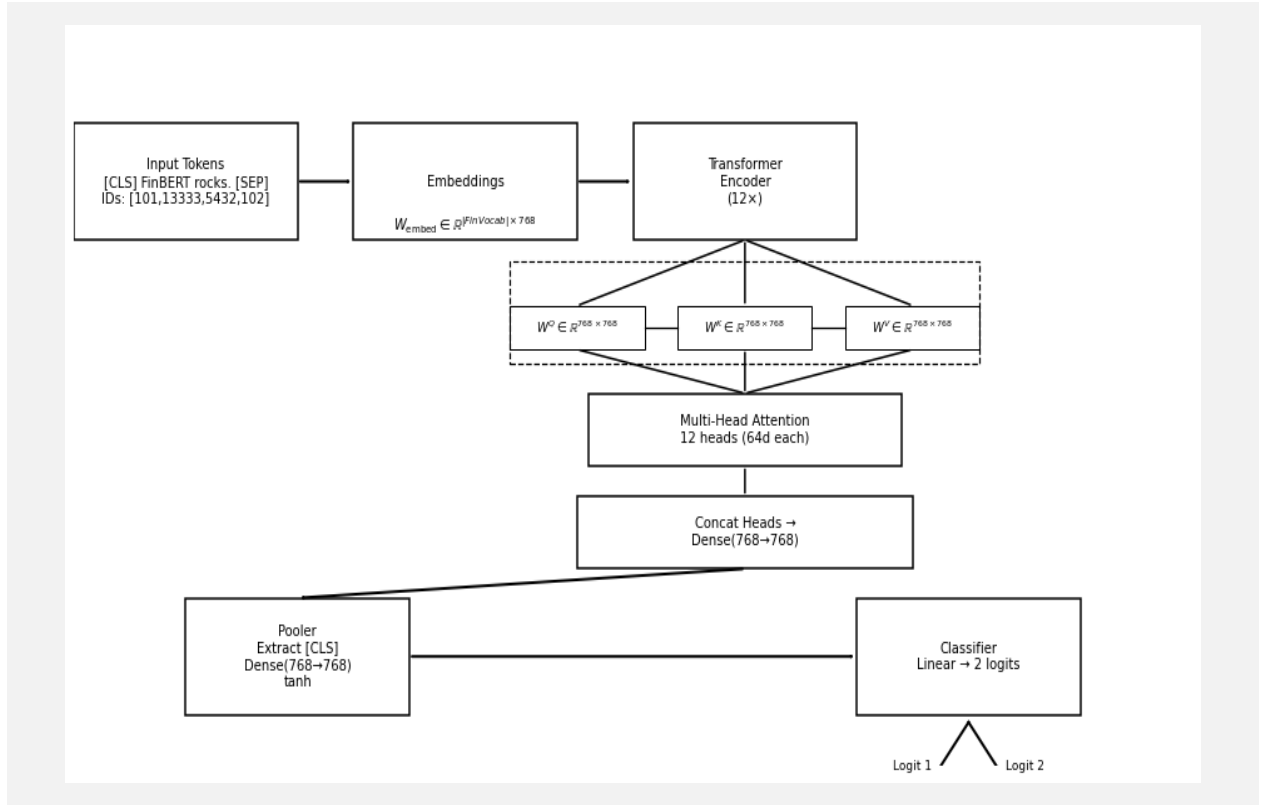 Input Tokens
[CLS] FinBERT rocks. [SEP]
IDs: [101,13333,5432,102]
Embeddings
W_embed ∈ ℝ^|FinVocab|×768
Transformer
Encoder
(12×)
W^Q ∈ ℝ^768×768
W^K ∈ ℝ^768×768
W^V ∈ ℝ^768×768
Multi-Head Attention
12 heads (64d each)
Concat Heads →
Dense(768→768)
Pooler
Extract [CLS]
Dense(768→768)
tanh
Classifier
Linear → 2 logits
Logit 1
Logit 2